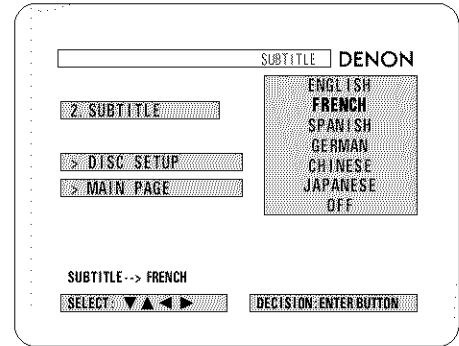 SUBTITLE DENON
2. SUBTITLE
> DISC SETUP
> MAIN PAGE
ENGLISH
FRENCH
SPANISH
GERMAN
CHINESE
JAPANESE
OFF
SUBTITLE--> FRENCH
SELECT: ▼▲◀▶ DECISION:ENTER BUTTON